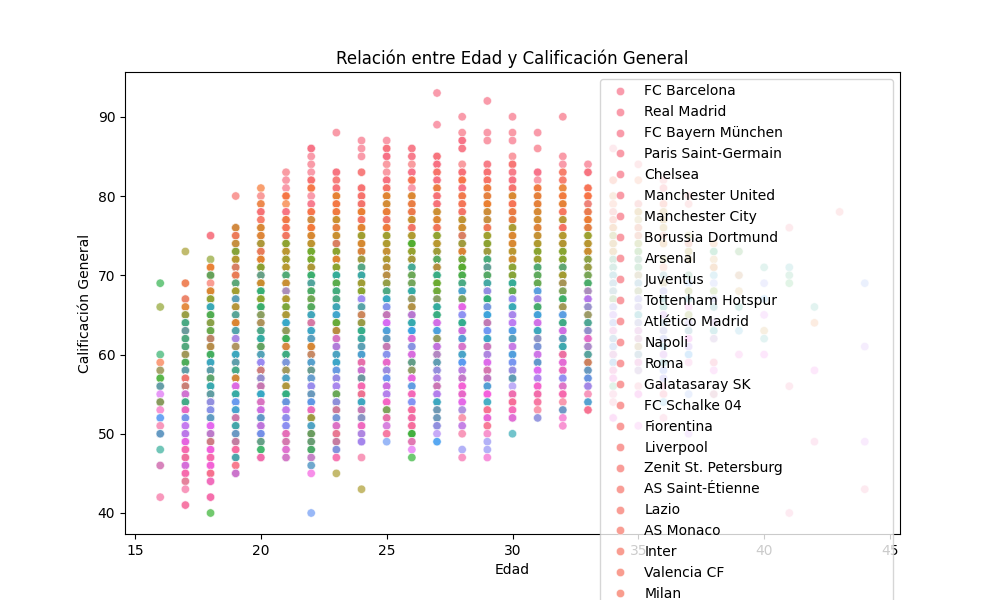 Relación entre Edad y Calificación General
Calificación General
90
80
70
60
50
40
15
20
25
30
35
40
45
Edad
FC Barcelona
Real Madrid
FC Bayern München
Paris Saint-Germain
Chelsea
Manchester United
Manchester City
Borussia Dortmund
Arsenal
Juventus
Tottenham Hotspur
Atlético Madrid
Napoli
Roma
Galatasaray SK
FC Schalke 04
Fiorentina
Liverpool
Zenit St. Petersburg
AS Saint-Étienne
Lazio
AS Monaco
Inter
Valencia CF
Milan